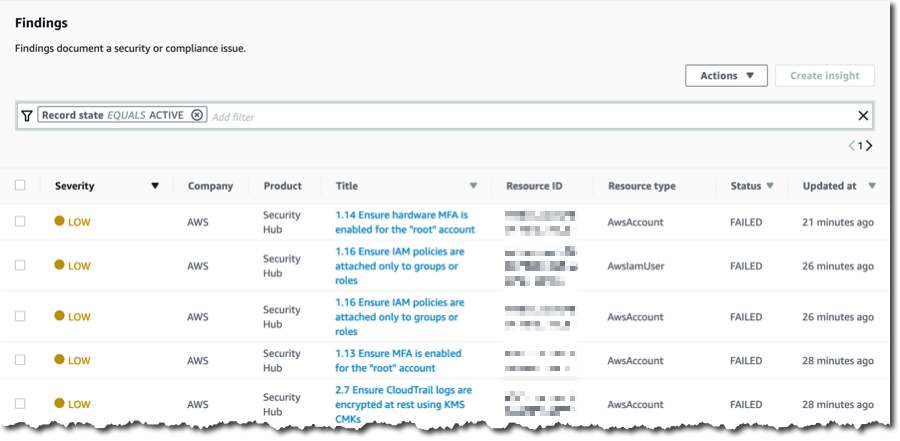 Findings
Findings document a security or compliance issue.
Actions
Create insight
Record state EQUALS ACTIVE
Add filter
1
Severity Company Product Title Resource ID Resource type Status Updated at
LOW AWS Security Hub 1.14 Ensure hardware MFA is enabled for the "root" account AwsAccount FAILED 21 minutes ago
LOW AWS Security Hub 1.16 Ensure IAM policies are attached only to groups or roles AwsIamUser FAILED 26 minutes ago
LOW AWS Security Hub 1.16 Ensure IAM policies are attached only to groups or roles AwsAccount FAILED 26 minutes ago
LOW AWS Security Hub 1.13 Ensure MFA is enabled for the "root" account AwsAccount FAILED 28 minutes ago
LOW AWS Security Hub 2.7 Ensure CloudTrail logs are encrypted at rest using KMS CMKs AwsAccount FAILED 28 minutes ago